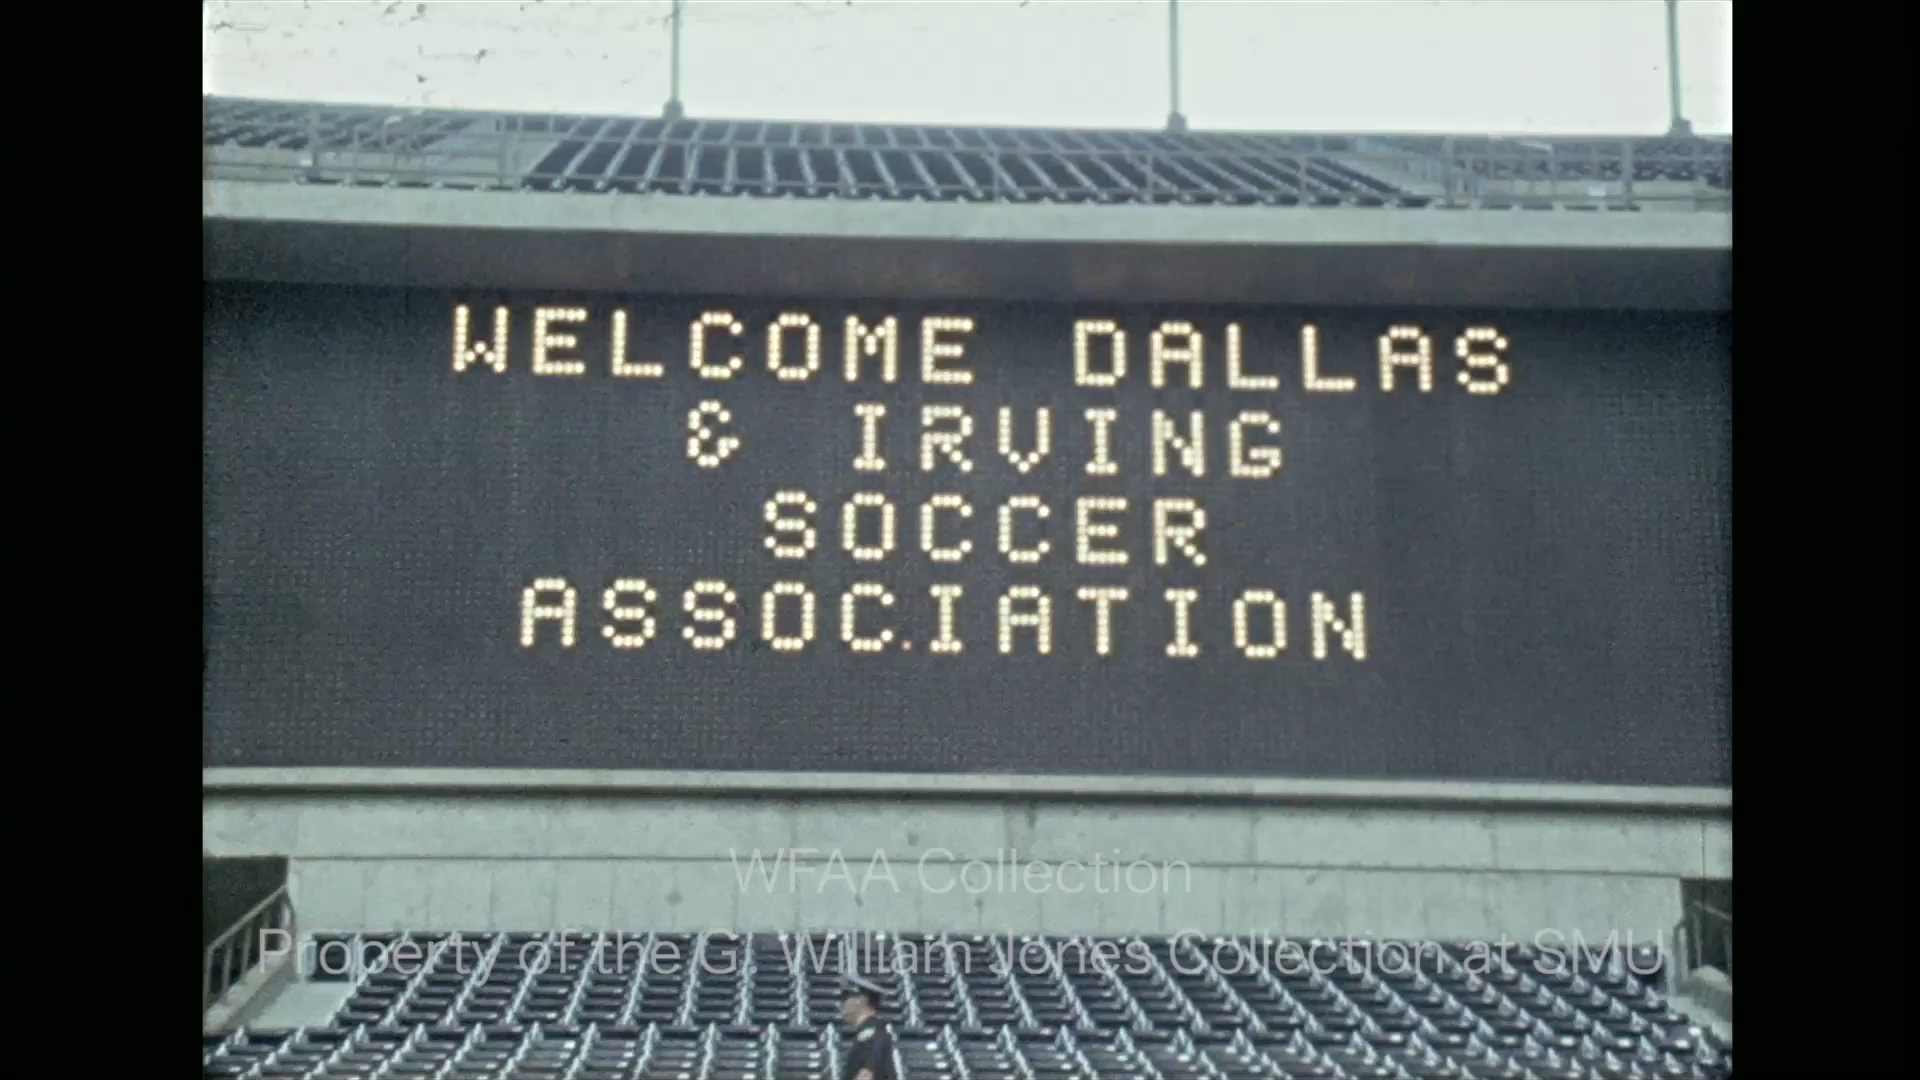 WELCOME DALLAS
& IRVING
SOCCER
ASSOCIATION
WFAA Collection
Property of the G. William Jones Collection at SMU